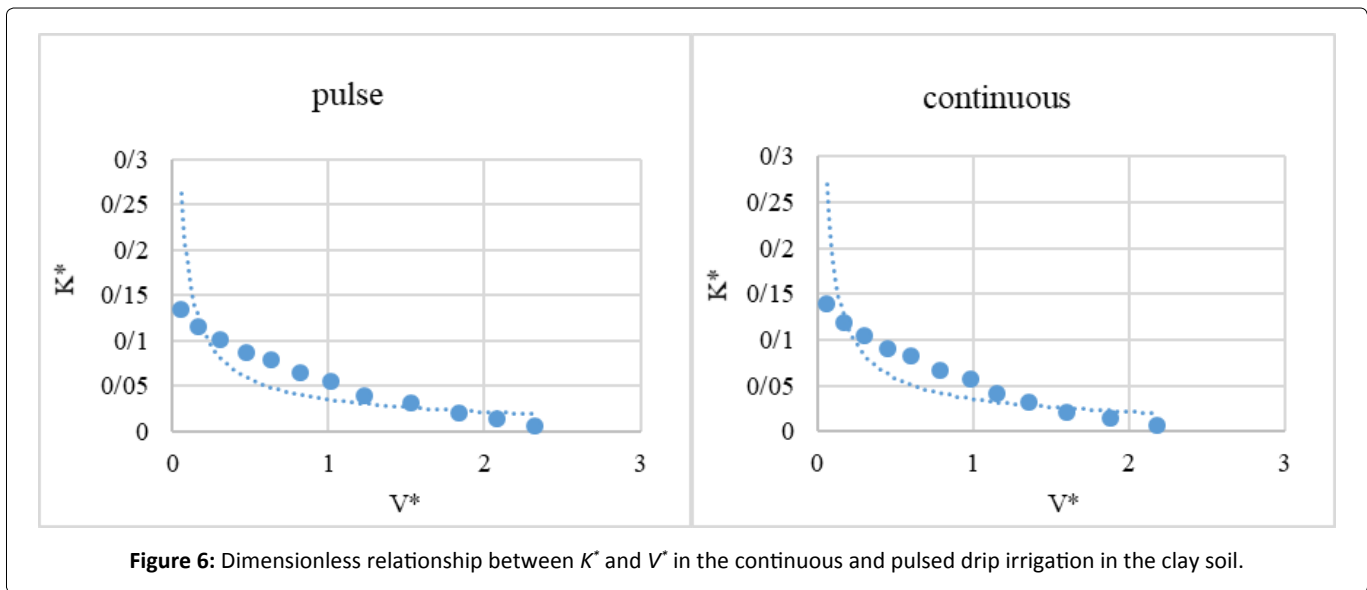 pulse
0/3
0/25
0/2
0/15
0/1
0/05
0
K*
0 1 2 3
V*
continuous
0/3
0/25
0/2
0/15
0/1
0/05
0
K*
0 1 2 3
V*
Figure 6: Dimensionless relationship between K* and V* in the continuous and pulsed drip irrigation in the clay soil.